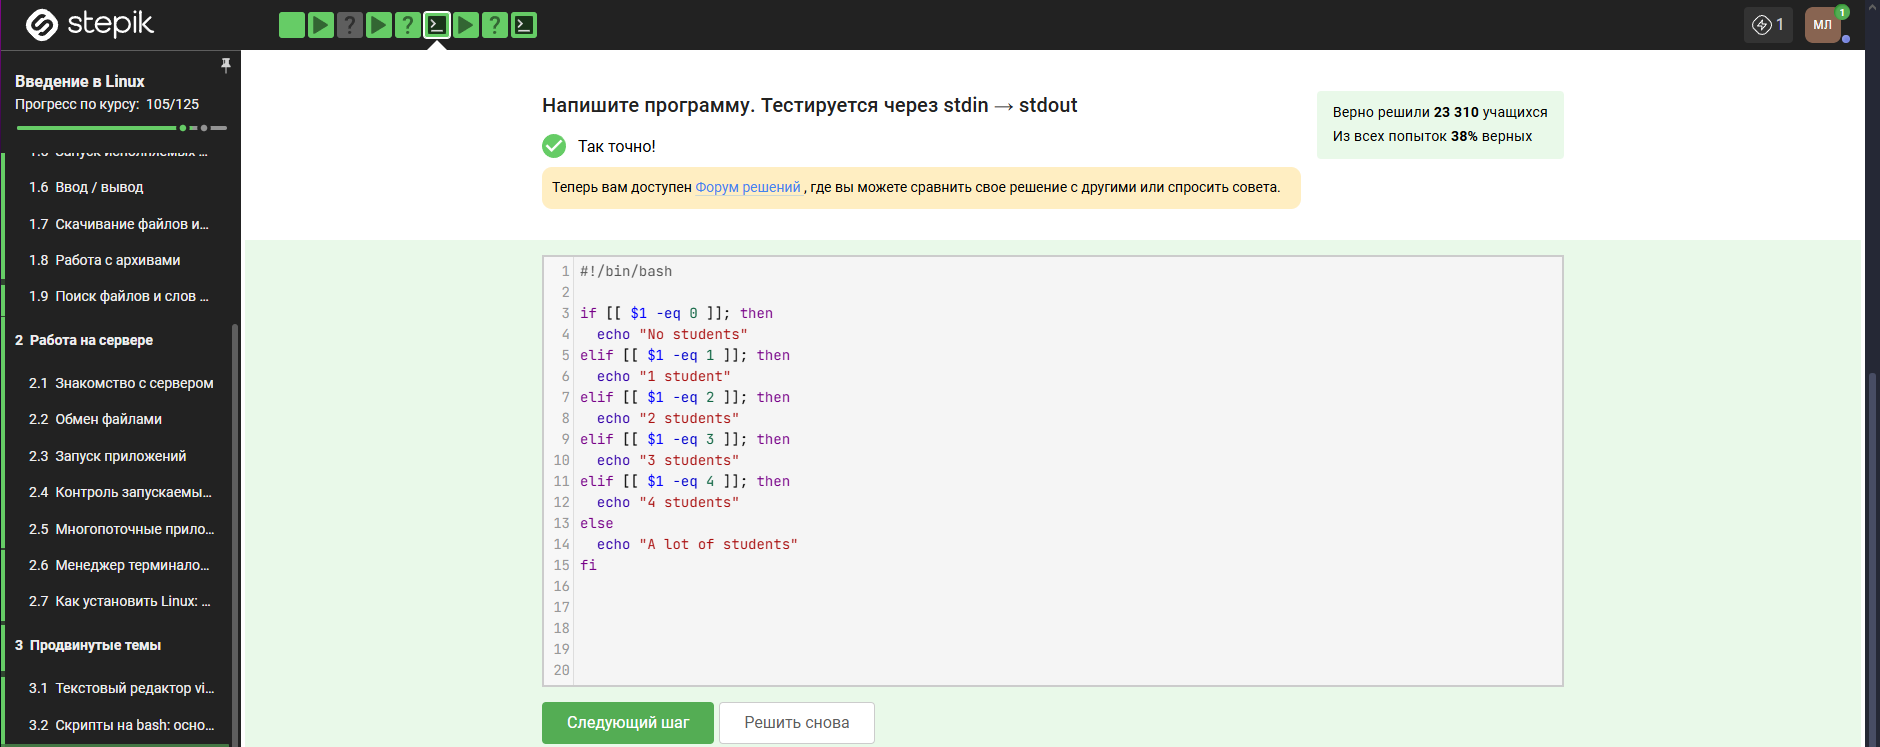 stepik
1
МЛ
1
Введение в Linux
Прогресс по курсу: 105/125
1.6 Ввод / вывод
1.7 Скачивание файлов и...
1.8 Работа с архивами
1.9 Поиск файлов и слов ...
2 Работа на сервере
2.1 Знакомство с сервером
2.2 Обмен файлами
2.3 Запуск приложений
2.4 Контроль запускаемы...
2.5 Многопоточные прило...
2.6 Менеджер терминало...
2.7 Как установить Linux: ...
3 Продвинутые темы
3.1 Текстовый редактор vi...
3.2 Скрипты на bash: осно...
Напишите программу. Тестируется через stdin → stdout
Так точно!
Теперь вам доступен Форум решений , где вы можете сравнить свое решение с другими или спросить совета.
Верно решили 23 310 учащихся
Из всех попыток 38% верных
1 #!/bin/bash
2
3 if [[ $1 -eq 0 ]]; then
4   echo "No students"
5 elif [[ $1 -eq 1 ]]; then
6   echo "1 student"
7 elif [[ $1 -eq 2 ]]; then
8   echo "2 students"
9 elif [[ $1 -eq 3 ]]; then
10   echo "3 students"
11 elif [[ $1 -eq 4 ]]; then
12   echo "4 students"
13 else
14   echo "A lot of students"
15 fi
16
17
18
19
20
Следующий шаг
Решить снова